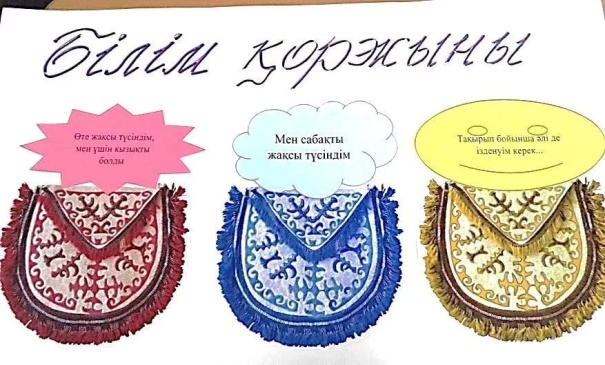 Білім қоржыны
Өте жақсы түсіндім,
мен үшін қызықты
болды
Мен сабақты
жақсы түсіндім
Тақырып бойынша әлі де
ізденуім керек...